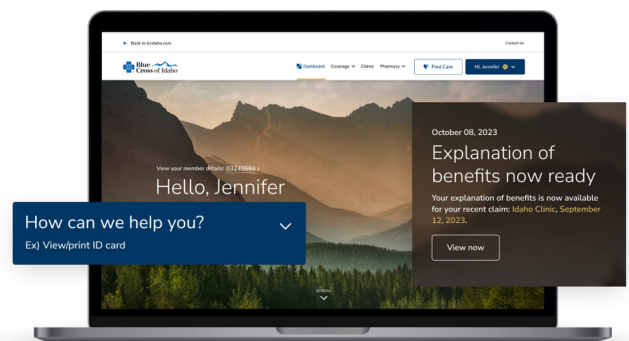 ← Back to bcidaho.com
Contact Us
Blue
Cross of Idaho
Dashboard Coverage Claims Pharmacy Find Care Hi, Jennifer
October 08, 2023
Explanation of
benefits now ready
Your explanation of benefits is now available
for your recent claim: Idaho Clinic, September
12, 2023.
View now
View your member details: 03249684 >
Hello, Jennifer
How can we help you?
Ex) View/print ID card
SCROLL